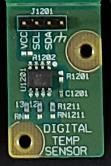 J1201
VCC
SCL
SDA
R1202
U1201
R1201
C1201
R1211
RN1211
DIGITAL
TEMP
SENSOR